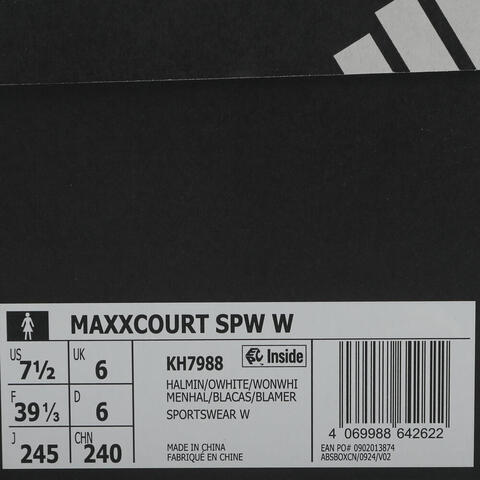 MAXXCOURT SPW W
US 7½ UK 6
F 39⅓ D 6
J 245 CHN 240
KH7988 Inside
HALMIN/OWHITE/WONWHI
MENHAL/BLACAS/BLAMER
SPORTSWEAR W
MADE IN CHINA
FABRIQUÉ EN CHINE
4 069988 642622
EAN PO# 0902013874
ABSBOXCN/0924/V02